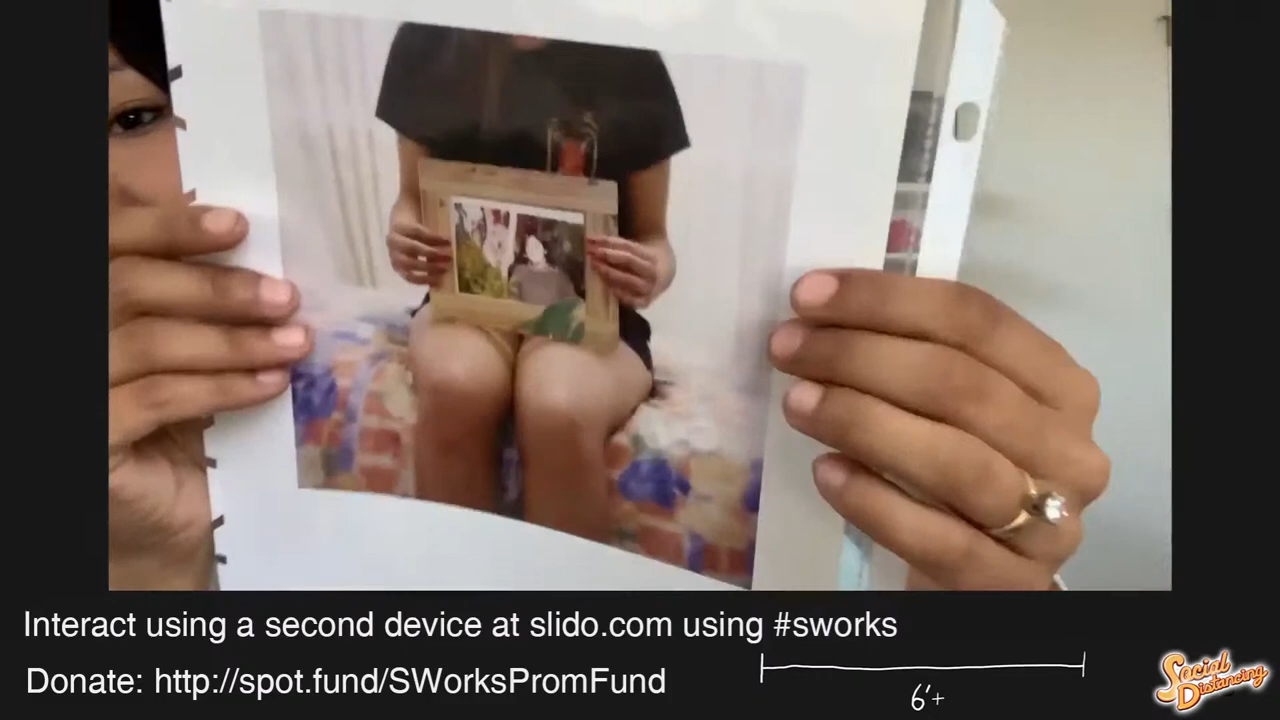 Interact using a second device at slido.com using #sworks
Donate: http://spot.fund/SWorksPromFund
6'+
Social
Distancing